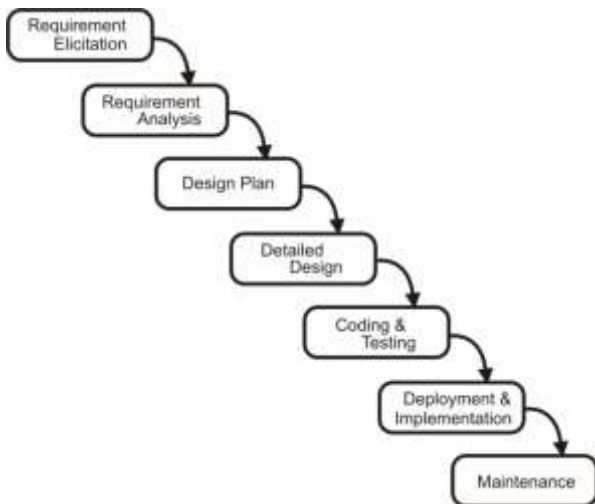 Requirement
Elicitation
Requirement
Analysis
Design Plan
Detailed
Design
Coding &
Testing
Deployment &
Implementation
Maintenance